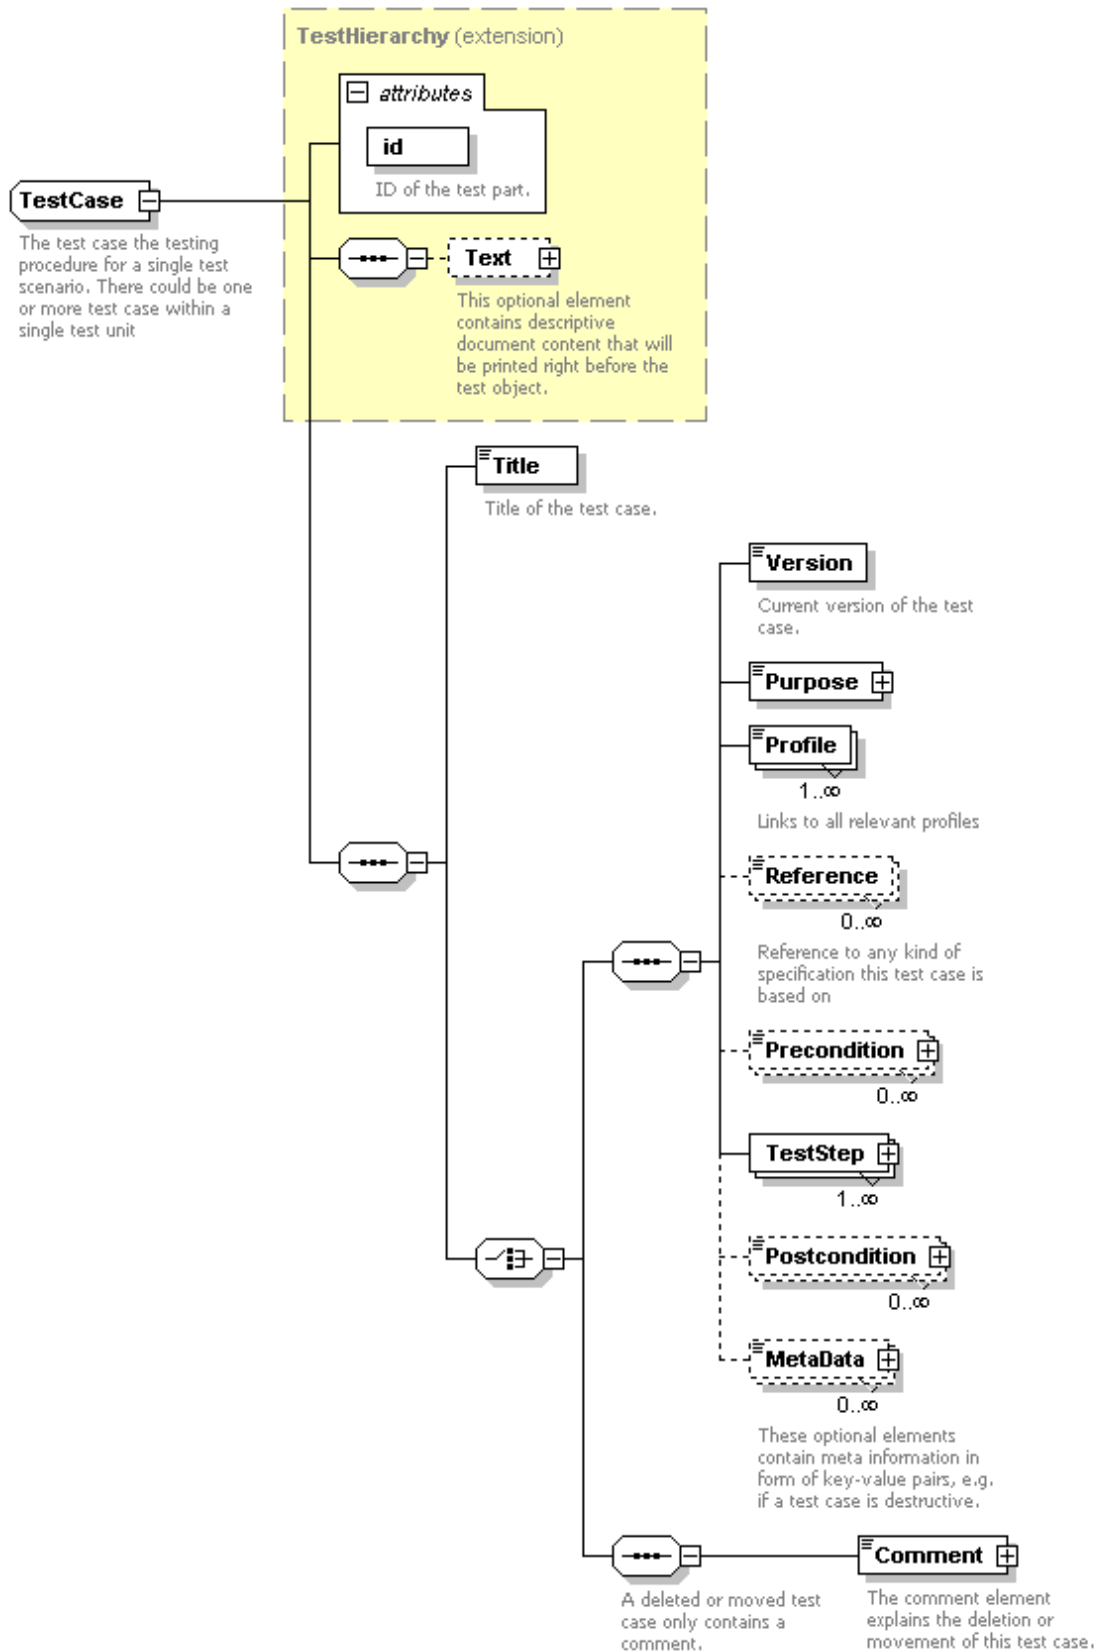 TestHierarchy (extension)
attributes
id
ID of the test part.
TestCase
The test case the testing
procedure for a single test
scenario. There could be one
or more test case within a
single test unit
Text
This optional element
contains descriptive
document content that will
be printed right before the
test object.
Title
Title of the test case.
Version
Current version of the test
case.
Purpose
Profile
1..∞
Links to all relevant profiles
Reference
0..∞
Reference to any kind of
specification this test case is
based on
Precondition
0..∞
TestStep
1..∞
Postcondition
0..∞
MetaData
0..∞
These optional elements
contain meta information in
form of key-value pairs, e.g.
if a test case is destructive.
A deleted or moved test
case only contains a
comment.
Comment
The comment element
explains the deletion or
movement of this test case.